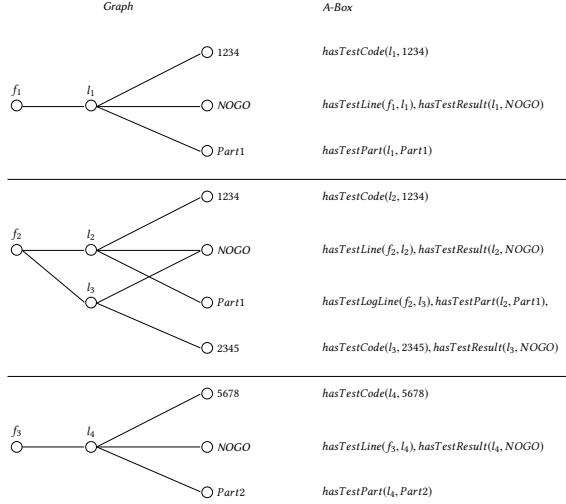 Graph A-Box
1234 hasTestCode(l1, 1234)
f1 l1
NOGO hasTestLine(f1, l1), hasTestResult(l1, NOGO)
Part1 hasTestPart(l1, Part1)
1234 hasTestCode(l2, 1234)
f2 l2
NOGO hasTestLine(f2, l2), hasTestResult(l2, NOGO)
l3
Part1 hasTestLogLine(f2, l3), hasTestPart(l2, Part1),
2345 hasTestCode(l3, 2345), hasTestResult(l3, NOGO)
5678 hasTestCode(l4, 5678)
f3 l4
NOGO hasTestLine(f3, l4), hasTestResult(l4, NOGO)
Part2 hasTestPart(l4, Part2)